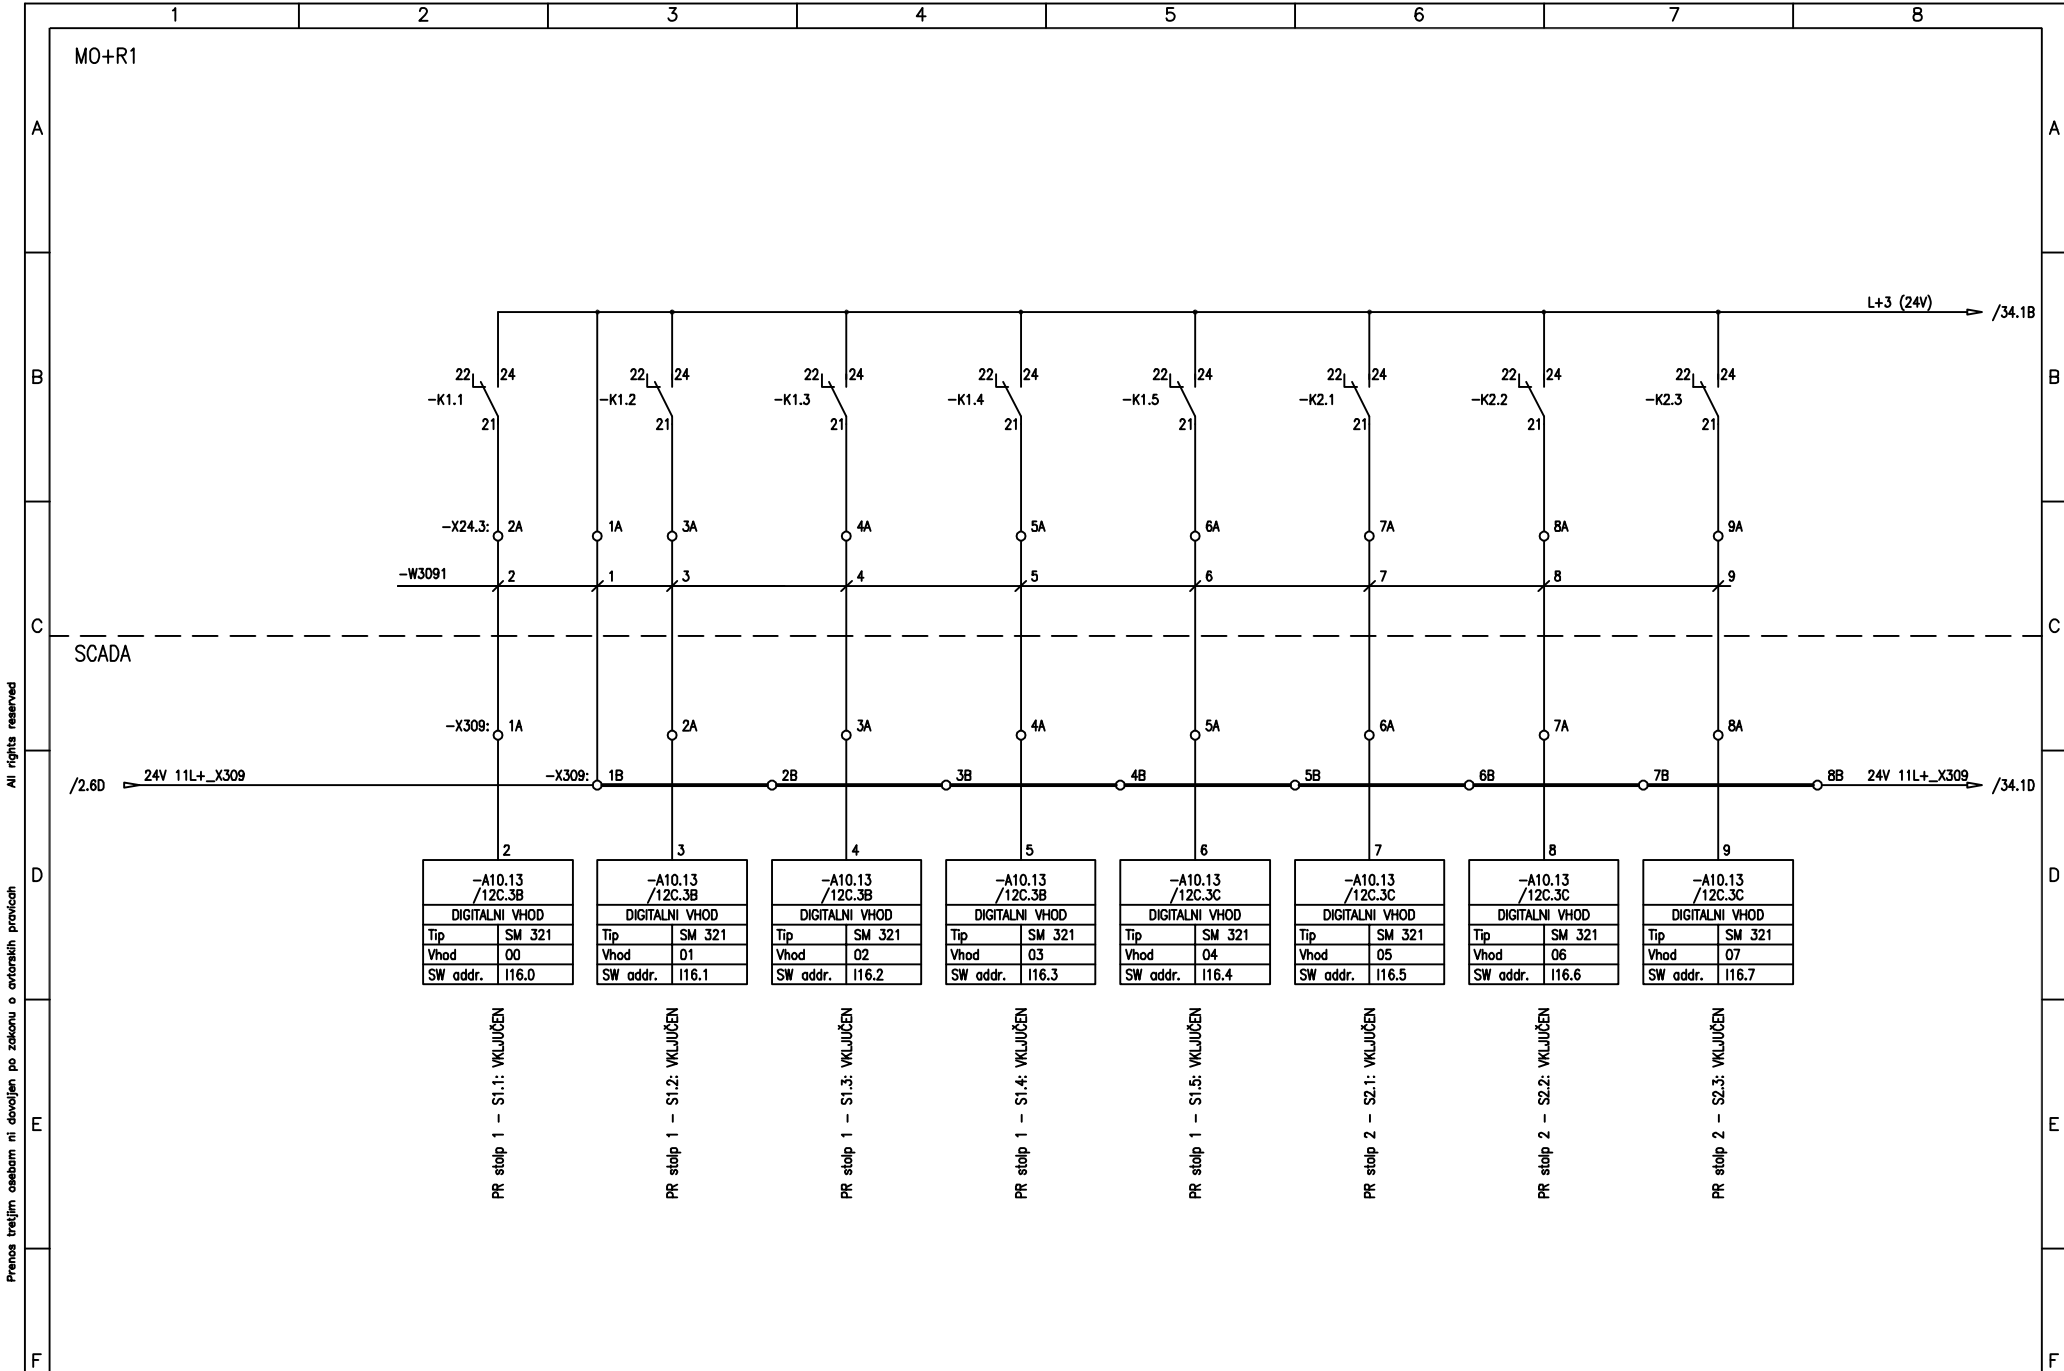 1 2 3 4 5 6 7 8
MO+R1
A A
L+3 (24V) /34.1B
B B
22 24 22 24 22 24 22 24 22 24 22 24 22 24 22 24
-K1.1 -K1.2 -K1.3 -K1.4 -K1.5 -K2.1 -K2.2 -K2.3
21 21 21 21 21 21 21 21
-X24.3: 2A 1A 3A 4A 5A 6A 7A 8A 9A
-W3091 2 1 3 4 5 6 7 8 9
C C
SCADA
-X309: 1A 2A 3A 4A 5A 6A 7A 8A
/2.6D 24V 11L+_X309 -X309: 1B 2B 3B 4B 5B 6B 7B 8B 24V 11L+_X309 /34.1D
2 3 4 5 6 7 8 9
D D
-A10.13 -A10.13 -A10.13 -A10.13 -A10.13 -A10.13 -A10.13 -A10.13
/12C.3B /12C.3B /12C.3B /12C.3B /12C.3C /12C.3C /12C.3C /12C.3C
DIGITALNI VHOD DIGITALNI VHOD DIGITALNI VHOD DIGITALNI VHOD DIGITALNI VHOD DIGITALNI VHOD DIGITALNI VHOD DIGITALNI VHOD
Tip SM 321 Tip SM 321 Tip SM 321 Tip SM 321 Tip SM 321 Tip SM 321 Tip SM 321 Tip SM 321
Vhod 00 Vhod 01 Vhod 02 Vhod 03 Vhod 04 Vhod 05 Vhod 06 Vhod 07
SW addr. I16.0 SW addr. I16.1 SW addr. I16.2 SW addr. I16.3 SW addr. I16.4 SW addr. I16.5 SW addr. I16.6 SW addr. I16.7
PR stolp 1 - S1.1: VKLJUČEN
PR stolp 1 - S1.2: VKLJUČEN
PR stolp 1 - S1.3: VKLJUČEN
PR stolp 1 - S1.4: VKLJUČEN
PR stolp 1 - S1.5: VKLJUČEN
PR stolp 2 - S2.1: VKLJUČEN
PR stolp 2 - S2.2: VKLJUČEN
PR stolp 2 - S2.3: VKLJUČEN
E E
F F
Prenos tretjim osebam ni dovoljen po zakonu o avtorskih pravicah
All rights reserved